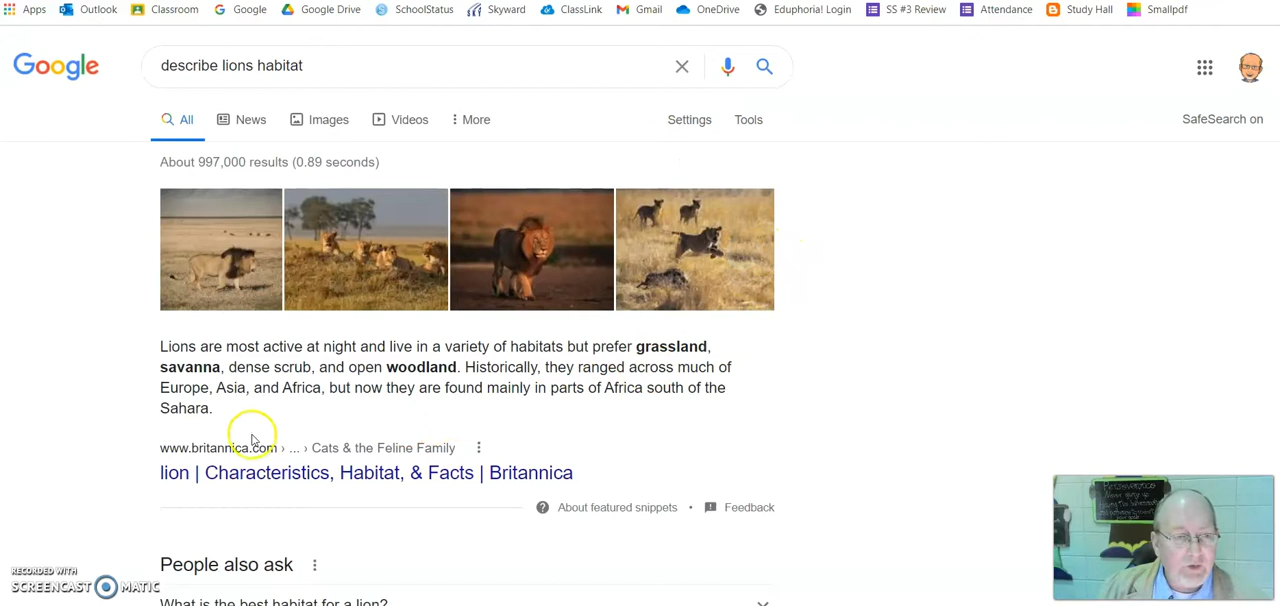 Apps Outlook Classroom Google Google Drive SchoolStatus Skyward ClassLink Gmail OneDrive Eduphoria! Login SS #3 Review Attendance Study Hall Smallpdf
Google describe lions habitat
All News Images Videos More Settings Tools SafeSearch on
About 997,000 results (0.89 seconds)
Lions are most active at night and live in a variety of habitats but prefer grassland,
savanna, dense scrub, and open woodland. Historically, they ranged across much of
Europe, Asia, and Africa, but now they are found mainly in parts of Africa south of the
Sahara.
www.britannica.com › ... › Cats & the Feline Family
lion | Characteristics, Habitat, & Facts | Britannica
About featured snippets • Feedback
People also ask
What is the best habitat for a lion?
RECORDED WITH
SCREENCAST MATIC